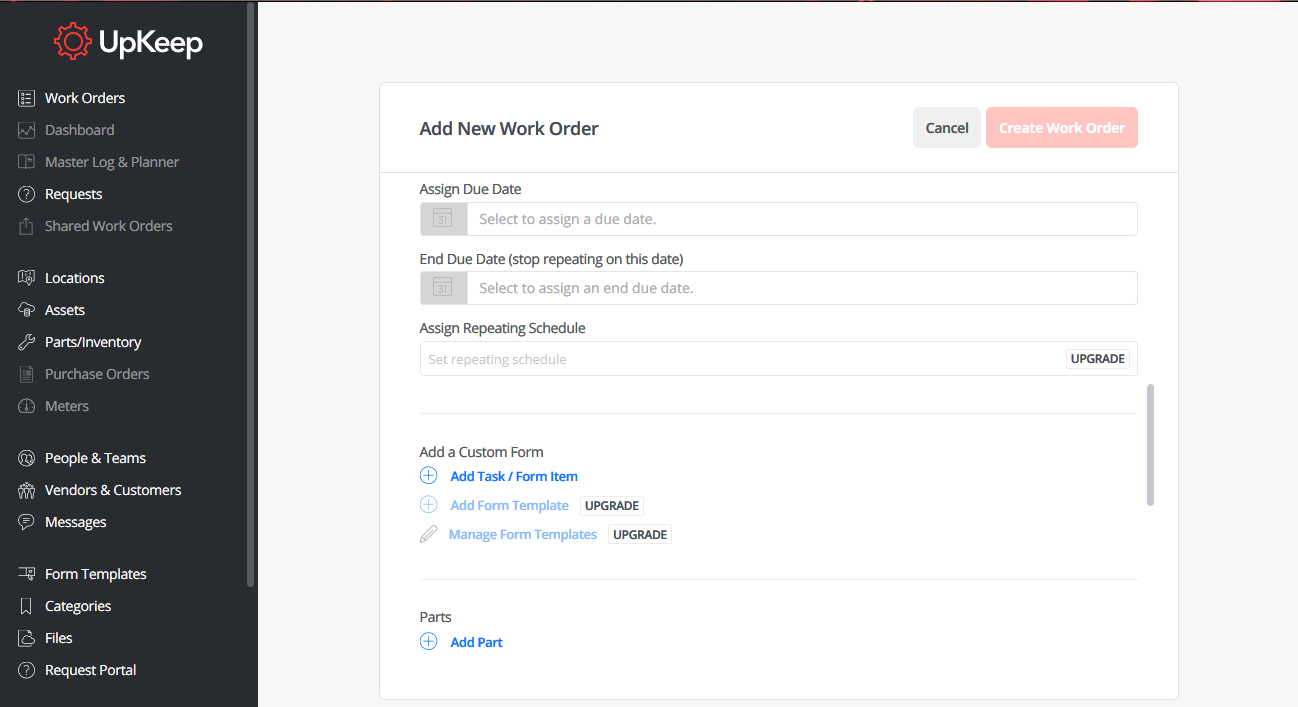 UpKeep
Work Orders
Dashboard
Master Log & Planner
Requests
Shared Work Orders
Locations
Assets
Parts/Inventory
Purchase Orders
Meters
People & Teams
Vendors & Customers
Messages
Form Templates
Categories
Files
Request Portal
Add New Work Order
Cancel
Create Work Order
Assign Due Date
31
Select to assign a due date.
End Due Date (stop repeating on this date)
31
Select to assign an end due date.
Assign Repeating Schedule
Set repeating schedule
UPGRADE
Add a Custom Form
Add Task / Form Item
Add Form Template UPGRADE
Manage Form Templates UPGRADE
Parts
Add Part